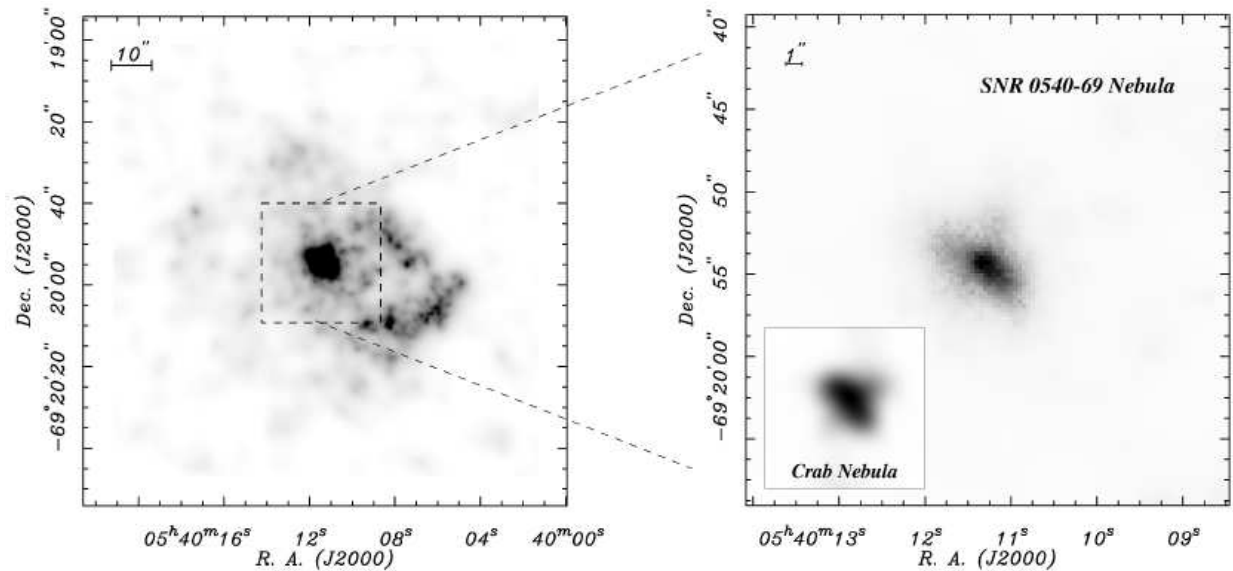 10"
19'00"
20"
40"
20'00"
-69°20'20"
Dec. (J2000)
05ʰ40ᵐ16ˢ 12ˢ 08ˢ 04ˢ 40ᵐ00ˢ
R. A. (J2000)
1"
SNR 0540-69 Nebula
40"
45"
50"
55"
-69°20'00"
Dec. (J2000)
Crab Nebula
05ʰ40ᵐ13ˢ 12ˢ 11ˢ 10ˢ 09ˢ
R. A. (J2000)